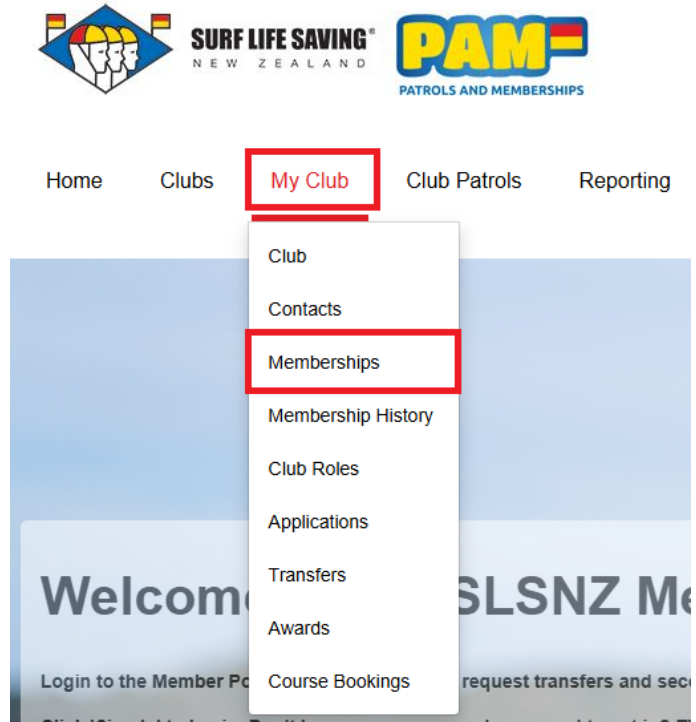 SURF LIFE SAVING®
NEW ZEALAND
PAM
PATROLS AND MEMBERSHIPS
Home Clubs My Club Club Patrols Reporting
Club
Contacts
Memberships
Membership History
Club Roles
Applications
Transfers
Awards
Course Bookings
Welcom SLSNZ Me
Login to the Member Po request transfers and sec